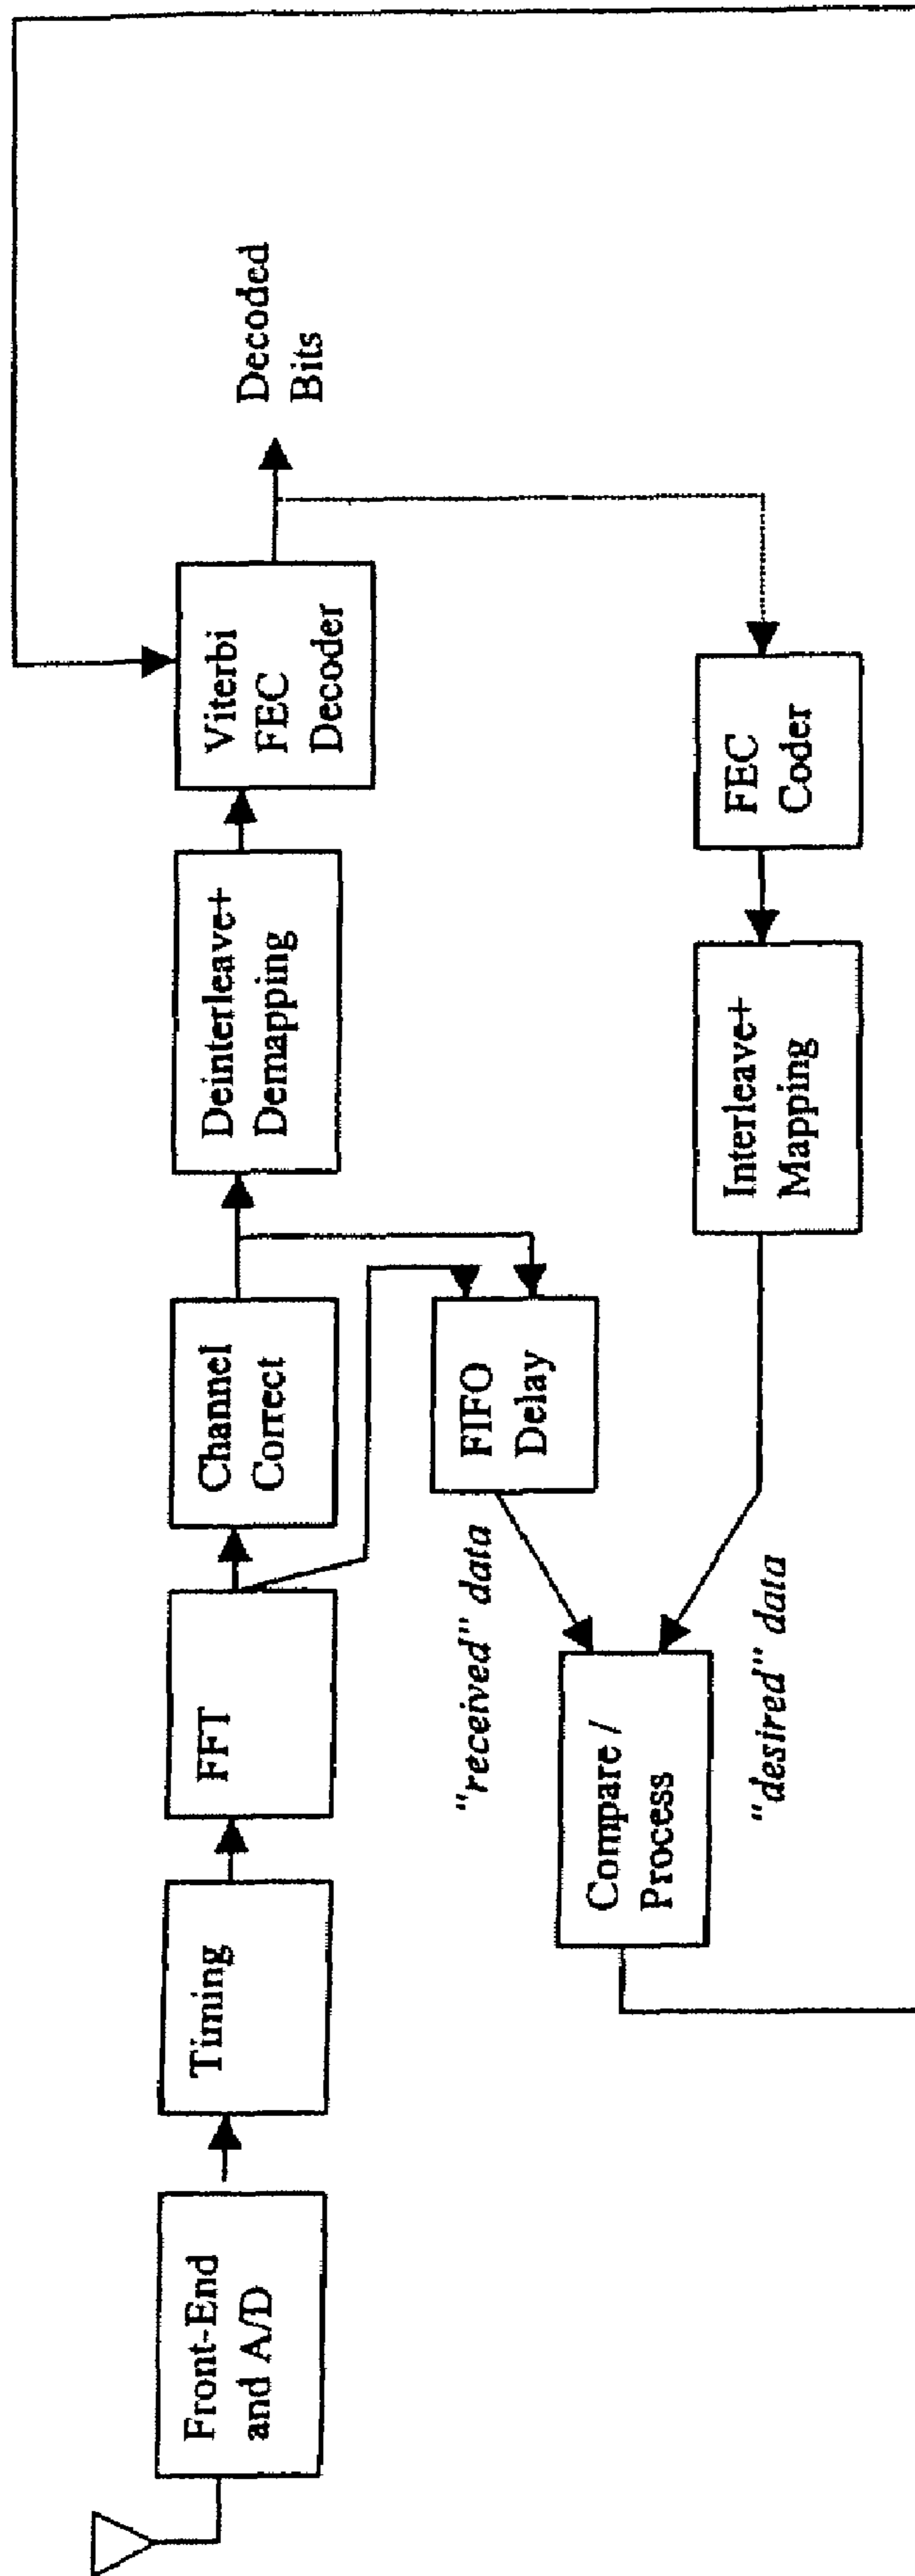 Front-End
and A/D
Timing
FFT
Channel
Correct
Deinterleave+
Demapping
Viterbi
FEC
Decoder
Decoded
Bits
FIFO
Delay
"received" data
Compare /
Process
"desired" data
Interleave+
Mapping
FEC
Coder